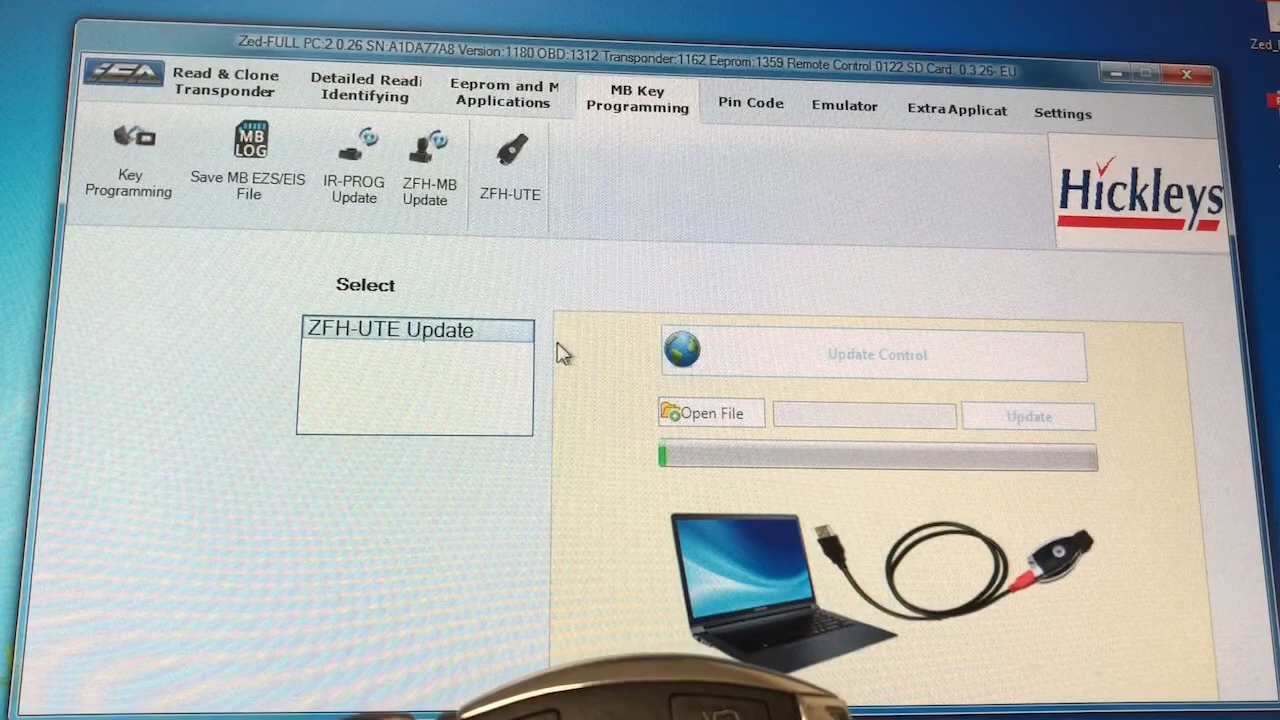 Zed-FULL PC:2.0.26 SN:A1DA77A8 Version:1180 OBD:1312 Transponder:1162 Eeprom:1359 Remote Control:0122 SD Card. 0.3.26- EU
Zed_
Read & Clone
Transponder
Detailed Readi
Identifying
Eeprom and M
Applications
MB Key
Programming
Pin Code
Emulator
Extra Applicat
Settings
Key
Programming
MB
LOG
Save MB EZS/EIS
File
IR-PROG
Update
ZFH-MB
Update
ZFH-UTE
Hickleys
Select
ZFH-UTE Update
Update Control
Open File
Update